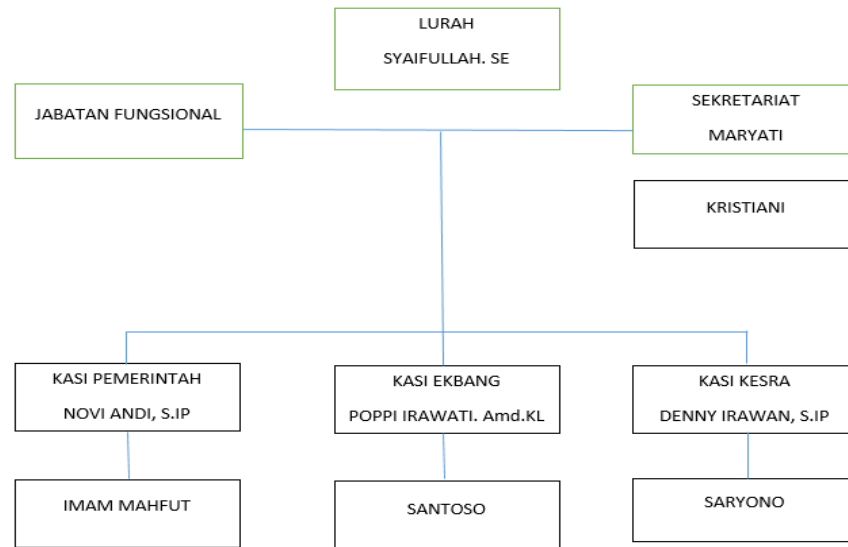 LURAH
SYAIFULLAH. SE
JABATAN FUNGSIONAL
SEKRETARIAT
MARYATI
KRISTIANI
KASI PEMERINTAH
NOVI ANDI, S.IP
KASI EKBANG
POPPI IRAWATI. Amd.KL
KASI KESRA
DENNY IRAWAN, S.IP
IMAM MAHFUT
SANTOSO
SARYONO